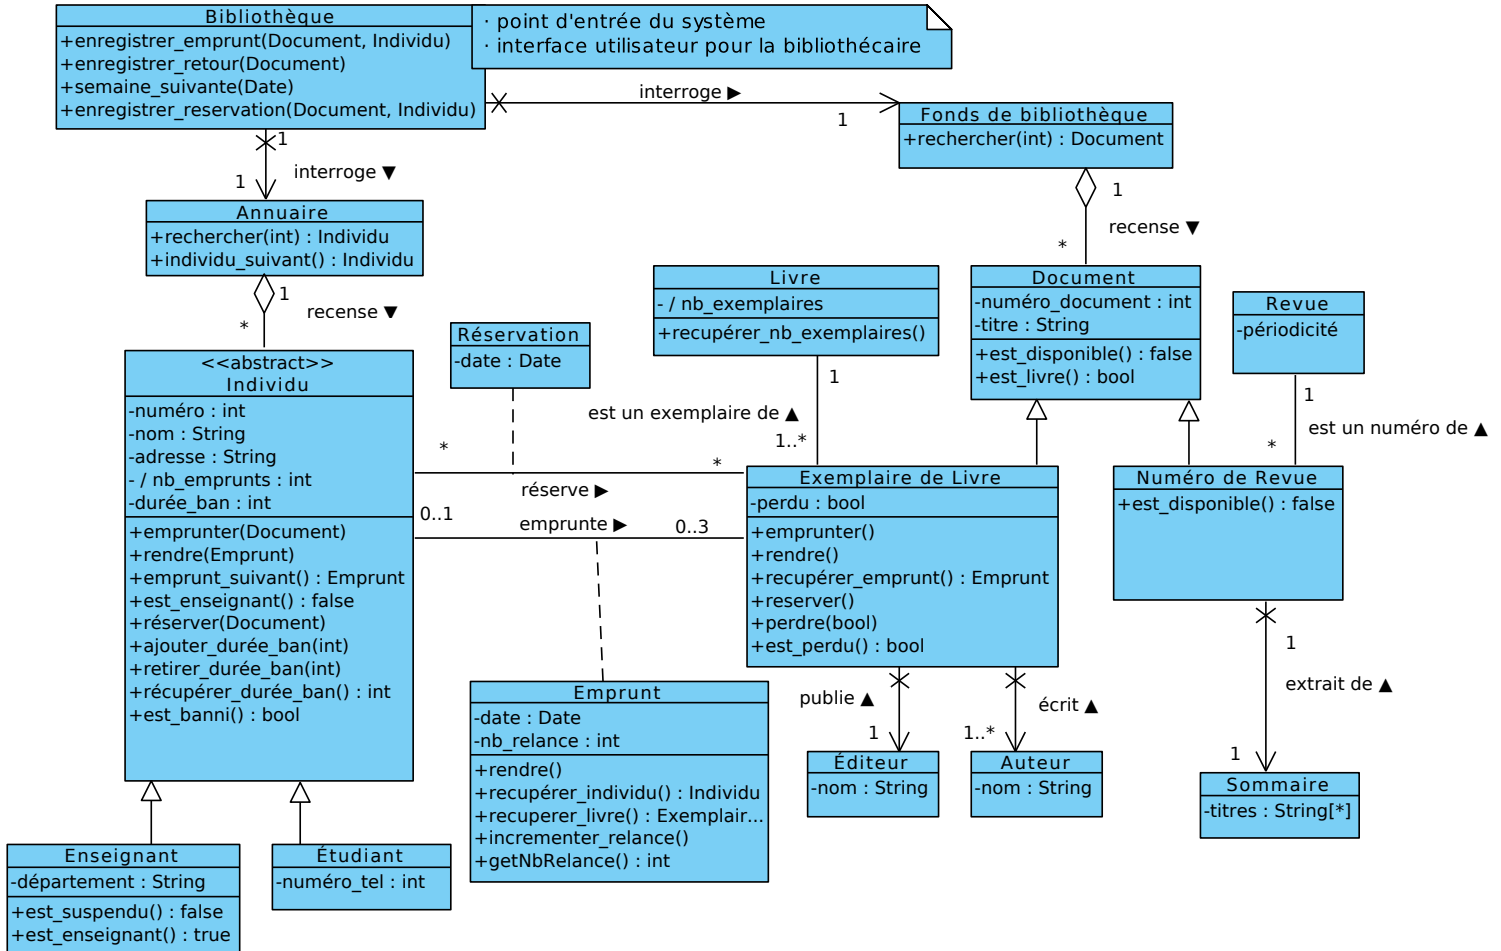 Bibliothèque
+enregistrer_emprunt(Document, Individu)
+enregistrer_retour(Document)
+semaine_suivante(Date)
+enregistrer_reservation(Document, Individu)
· point d'entrée du système
· interface utilisateur pour la bibliothécaire
interroge ▶
1
Fonds de bibliothèque
+rechercher(int) : Document
1
interroge ▼
1
Annuaire
+rechercher(int) : Individu
+individu_suivant() : Individu
1
recense ▼
*
1
recense ▼
*
<<abstract>>
Individu
-numéro : int
-nom : String
-adresse : String
- / nb_emprunts : int
-durée_ban : int
+emprunter(Document)
+rendre(Emprunt)
+emprunt_suivant() : Emprunt
+est_enseignant() : false
+réserver(Document)
+ajouter_durée_ban(int)
+retirer_durée_ban(int)
+récupérer_durée_ban() : int
+est_banni() : bool
Réservation
-date : Date
Livre
- / nb_exemplaires
+recupérer_nb_exemplaires()
Document
-numéro_document : int
-titre : String
+est_disponible() : false
+est_livre() : bool
Revue
-périodicité
1
est un exemplaire de ▲
1..*
1
est un numéro de ▲
*
*
*
réserve ▶
0..1
emprunte ▶
0..3
Exemplaire de Livre
-perdu : bool
+emprunter()
+rendre()
+recupérer_emprunt() : Emprunt
+reserver()
+perdre(bool)
+est_perdu() : bool
Numéro de Revue
+est_disponible() : false
1
extrait de ▲
1
Emprunt
-date : Date
-nb_relance : int
+rendre()
+recupérer_individu() : Individu
+recuperer_livre() : Exemplair...
+incrementer_relance()
+getNbRelance() : int
publie ▲
1
écrit ▲
1..*
Éditeur
-nom : String
Auteur
-nom : String
Sommaire
-titres : String[*]
Enseignant
-département : String
+est_suspendu() : false
+est_enseignant() : true
Étudiant
-numéro_tel : int